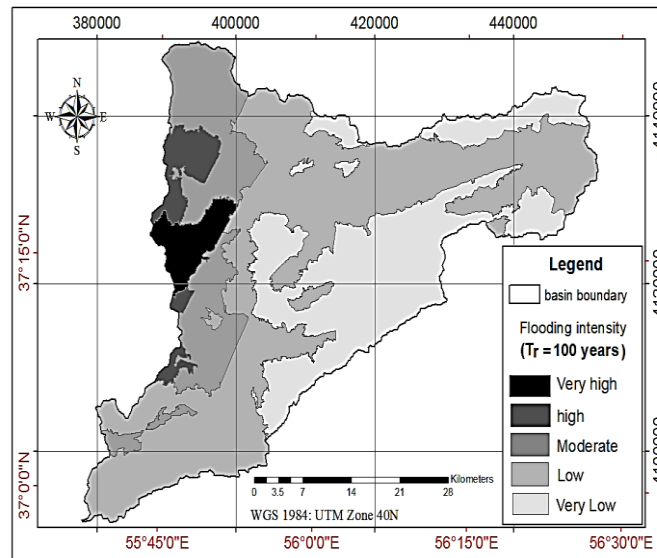 380000 400000 420000 440000
N
W E
S
37°15'0"N
37°0'0"N
Legend
basin boundary
Flooding intensity
(Tr = 100 years)
Very high
high
Moderate
Low
Very Low
Kilometers
0 3.5 7 14 21 28
WGS 1984: UTM Zone 40N
55°45'0"E 56°0'0"E 56°15'0"E 56°30'0"E